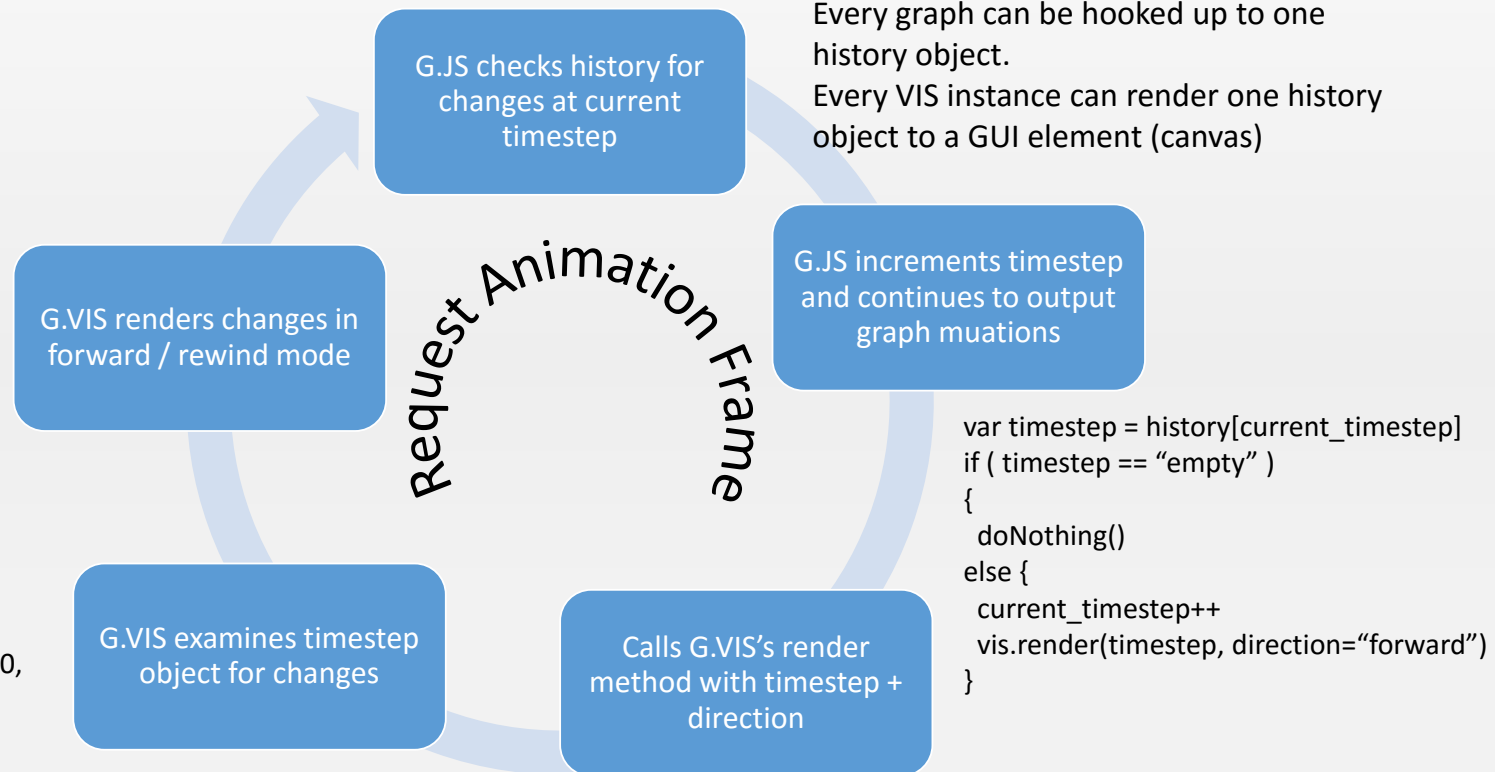 Every graph can be hooked up to one
history object.
Every VIS instance can render one history
object to a GUI element (canvas)
G.JS checks history for
changes at current
timestep
G.JS increments timestep
and continues to output
graph muations
Calls G.VIS’s render
method with timestep +
direction
G.VIS examines timestep
object for changes
G.VIS renders changes in
forward / rewind mode
Request Animation Frame
var timestep = history[current_timestep]
if ( timestep == “empty” )
{
doNothing()
else {
current_timestep++
vis.render(timestep, direction=“forward”)
}
0,